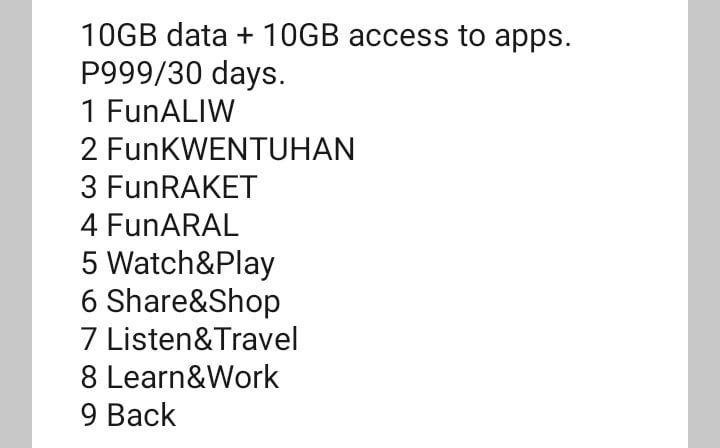 10GB data + 10GB access to apps.
P999/30 days.
1 FunALIW
2 FunKWENTUHAN
3 FunRAKET
4 FunARAL
5 Watch&Play
6 Share&Shop
7 Listen&Travel
8 Learn&Work
9 Back